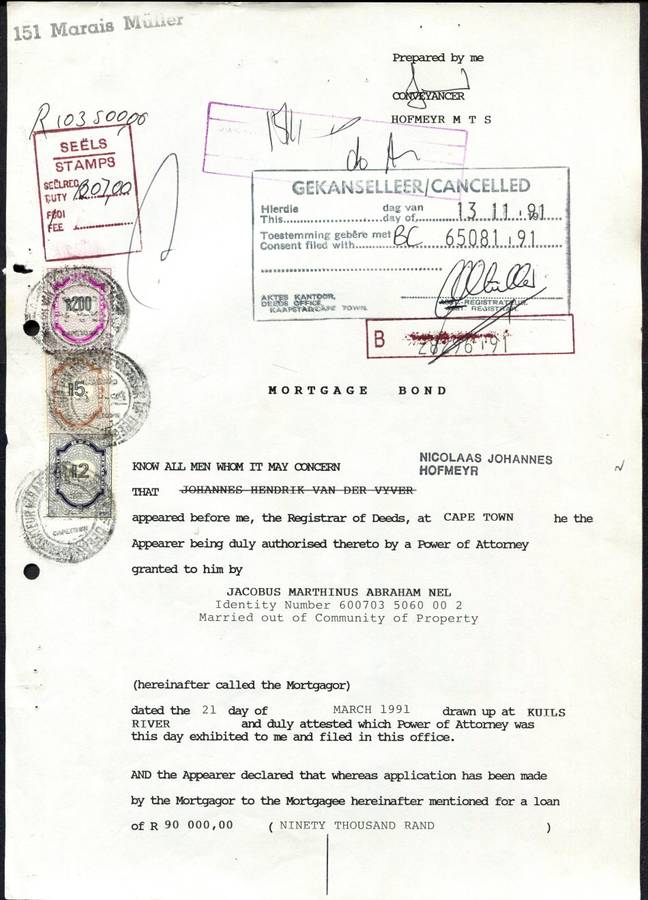 151 Marais Müller
Prepared by me
CONVEYANCER
HOFMEYR M T S
R 103 500,00
SEËLS
STAMPS
SEËLREG
DUTY 207,00
FOOI
FEE
GEKANSELLEER/CANCELLED
Hierdie dag van
This day of 13.11.91
Toestemming gebêre met
Consent filed with BC 65081.91
AKTES KANTOOR,
DEEDS OFFICE,
KAAPSTAD/CAPE TOWN.
ASST.-REGISTRATEUR.
ASST. REGISTRAR.
B
R200
R5
R2
MORTGAGE BOND
KNOW ALL MEN WHOM IT MAY CONCERN
NICOLAAS JOHANNES
HOFMEYR
THAT JOHANNES HENDRIK VAN DER VYVER
appeared before me, the Registrar of Deeds, at CAPE TOWN he the
Appearer being duly authorised thereto by a Power of Attorney
granted to him by
JACOBUS MARTHINUS ABRAHAM NEL
Identity Number 600703 5060 00 2
Married out of Community of Property
(hereinafter called the Mortgagor)
dated the 21 day of MARCH 1991 drawn up at KUILS
RIVER and duly attested which Power of Attorney was
this day exhibited to me and filed in this office.
AND the Appearer declared that whereas application has been made
by the Mortgagor to the Mortgagee hereinafter mentioned for a loan
of R 90 000,00 ( NINETY THOUSAND RAND )